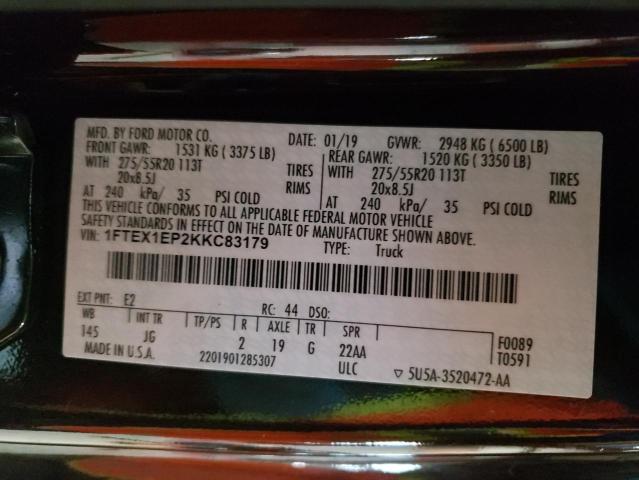 MFD. BY FORD MOTOR CO.
DATE: 01/19 GVWR: 2948 KG ( 6500 LB)
FRONT GAWR: 1531 KG ( 3375 LB)
REAR GAWR: 1520 KG ( 3350 LB)
WITH 275/55R20 113T TIRES
WITH 275/55R20 113T TIRES
20x8.5J RIMS
20x8.5J RIMS
AT 240 kPa/ 35 PSI COLD
AT 240 kPa/ 35 PSI COLD
THIS VEHICLE CONFORMS TO ALL APPLICABLE FEDERAL MOTOR VEHICLE
SAFETY STANDARDS IN EFFECT ON THE DATE OF MANUFACTURE SHOWN ABOVE.
VIN: 1FTEX1EP2KKC83179 TYPE: Truck
EXT PNT: E2 RC: 44 DSO:
WB INT TR TP/PS R AXLE TR SPR F0089
145 JG 2 19 G 22AA T0591
MADE IN U.S.A. 2201901285307 ULC ▽ 5U5A-3520472-AA